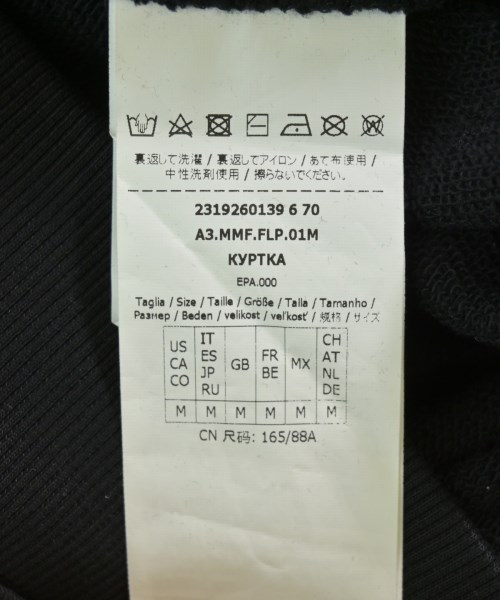 裏返して洗濯 / 裏返してアイロン / あて布使用 /
中性洗剤使用 / 擦らないでください。
2319260139 6 70
A3.MMF.FLP.01M
КУРТКА
EPA.000
Taglia / Size / Taille / Größe / Talla / Tamanho /
Размер / Beden / velikost / veľkosť / 规格 / サイズ
US CA CO IT ES JP RU GB FR BE MX CH AT NL DE
M M M M M M
CN 尺码: 165/88A